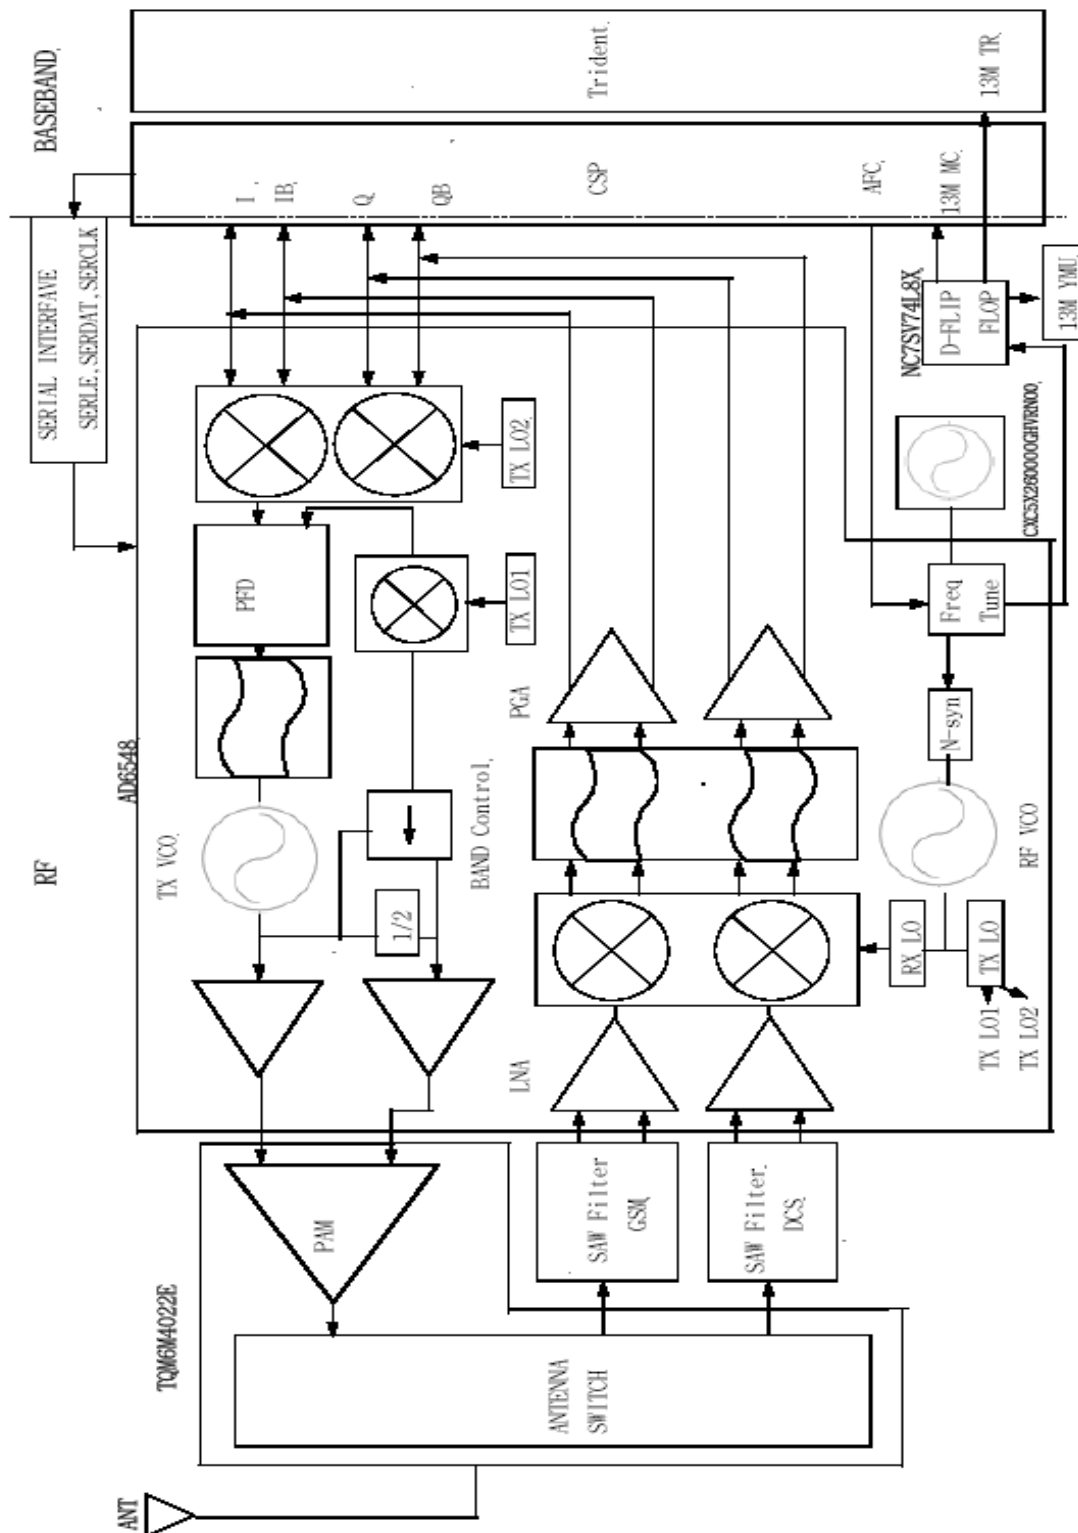 BASEBAND.
RF
Trident.
13M TR.
CSP
I.
IB.
Q.
QB
AFC.
13M MC.
SERIAL INTERFAVE
SERLE,SERDAT,SERCLK
NC7SV74L8X
D-FLIP
FLOP
13M YMU.
CXC5X260000GHVRN00.
TX LO2.
PFD
TX LO1
Freq
Tune
PGA
N-syn
AD6548.
TX VCO.
BAND Control.
1/2
RF VCO
RX LO
TX LO
TX LO1
TX LO2.
LNA
PAM
SAW Filter
GSM.
SAW Filter.
DCS.
TQM6M4022E
ANTENNA
SWITCH
ANT